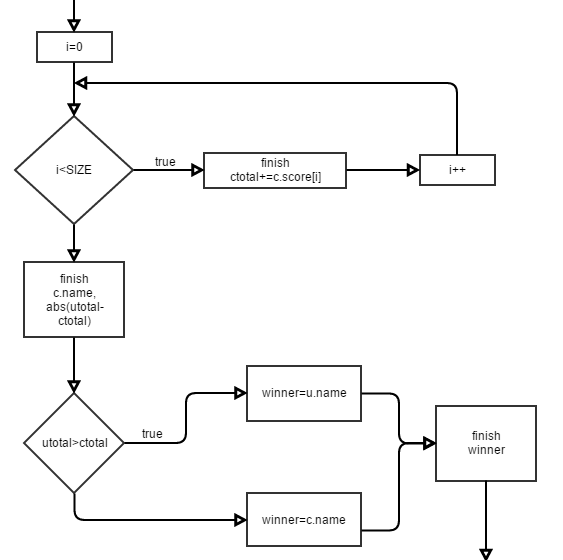 i=0
i<SIZE
true
finish
ctotal+=c.score[i]
i++
finish
c.name,
abs(utotal-
ctotal)
utotal>ctotal
true
winner=u.name
winner=c.name
finish
winner